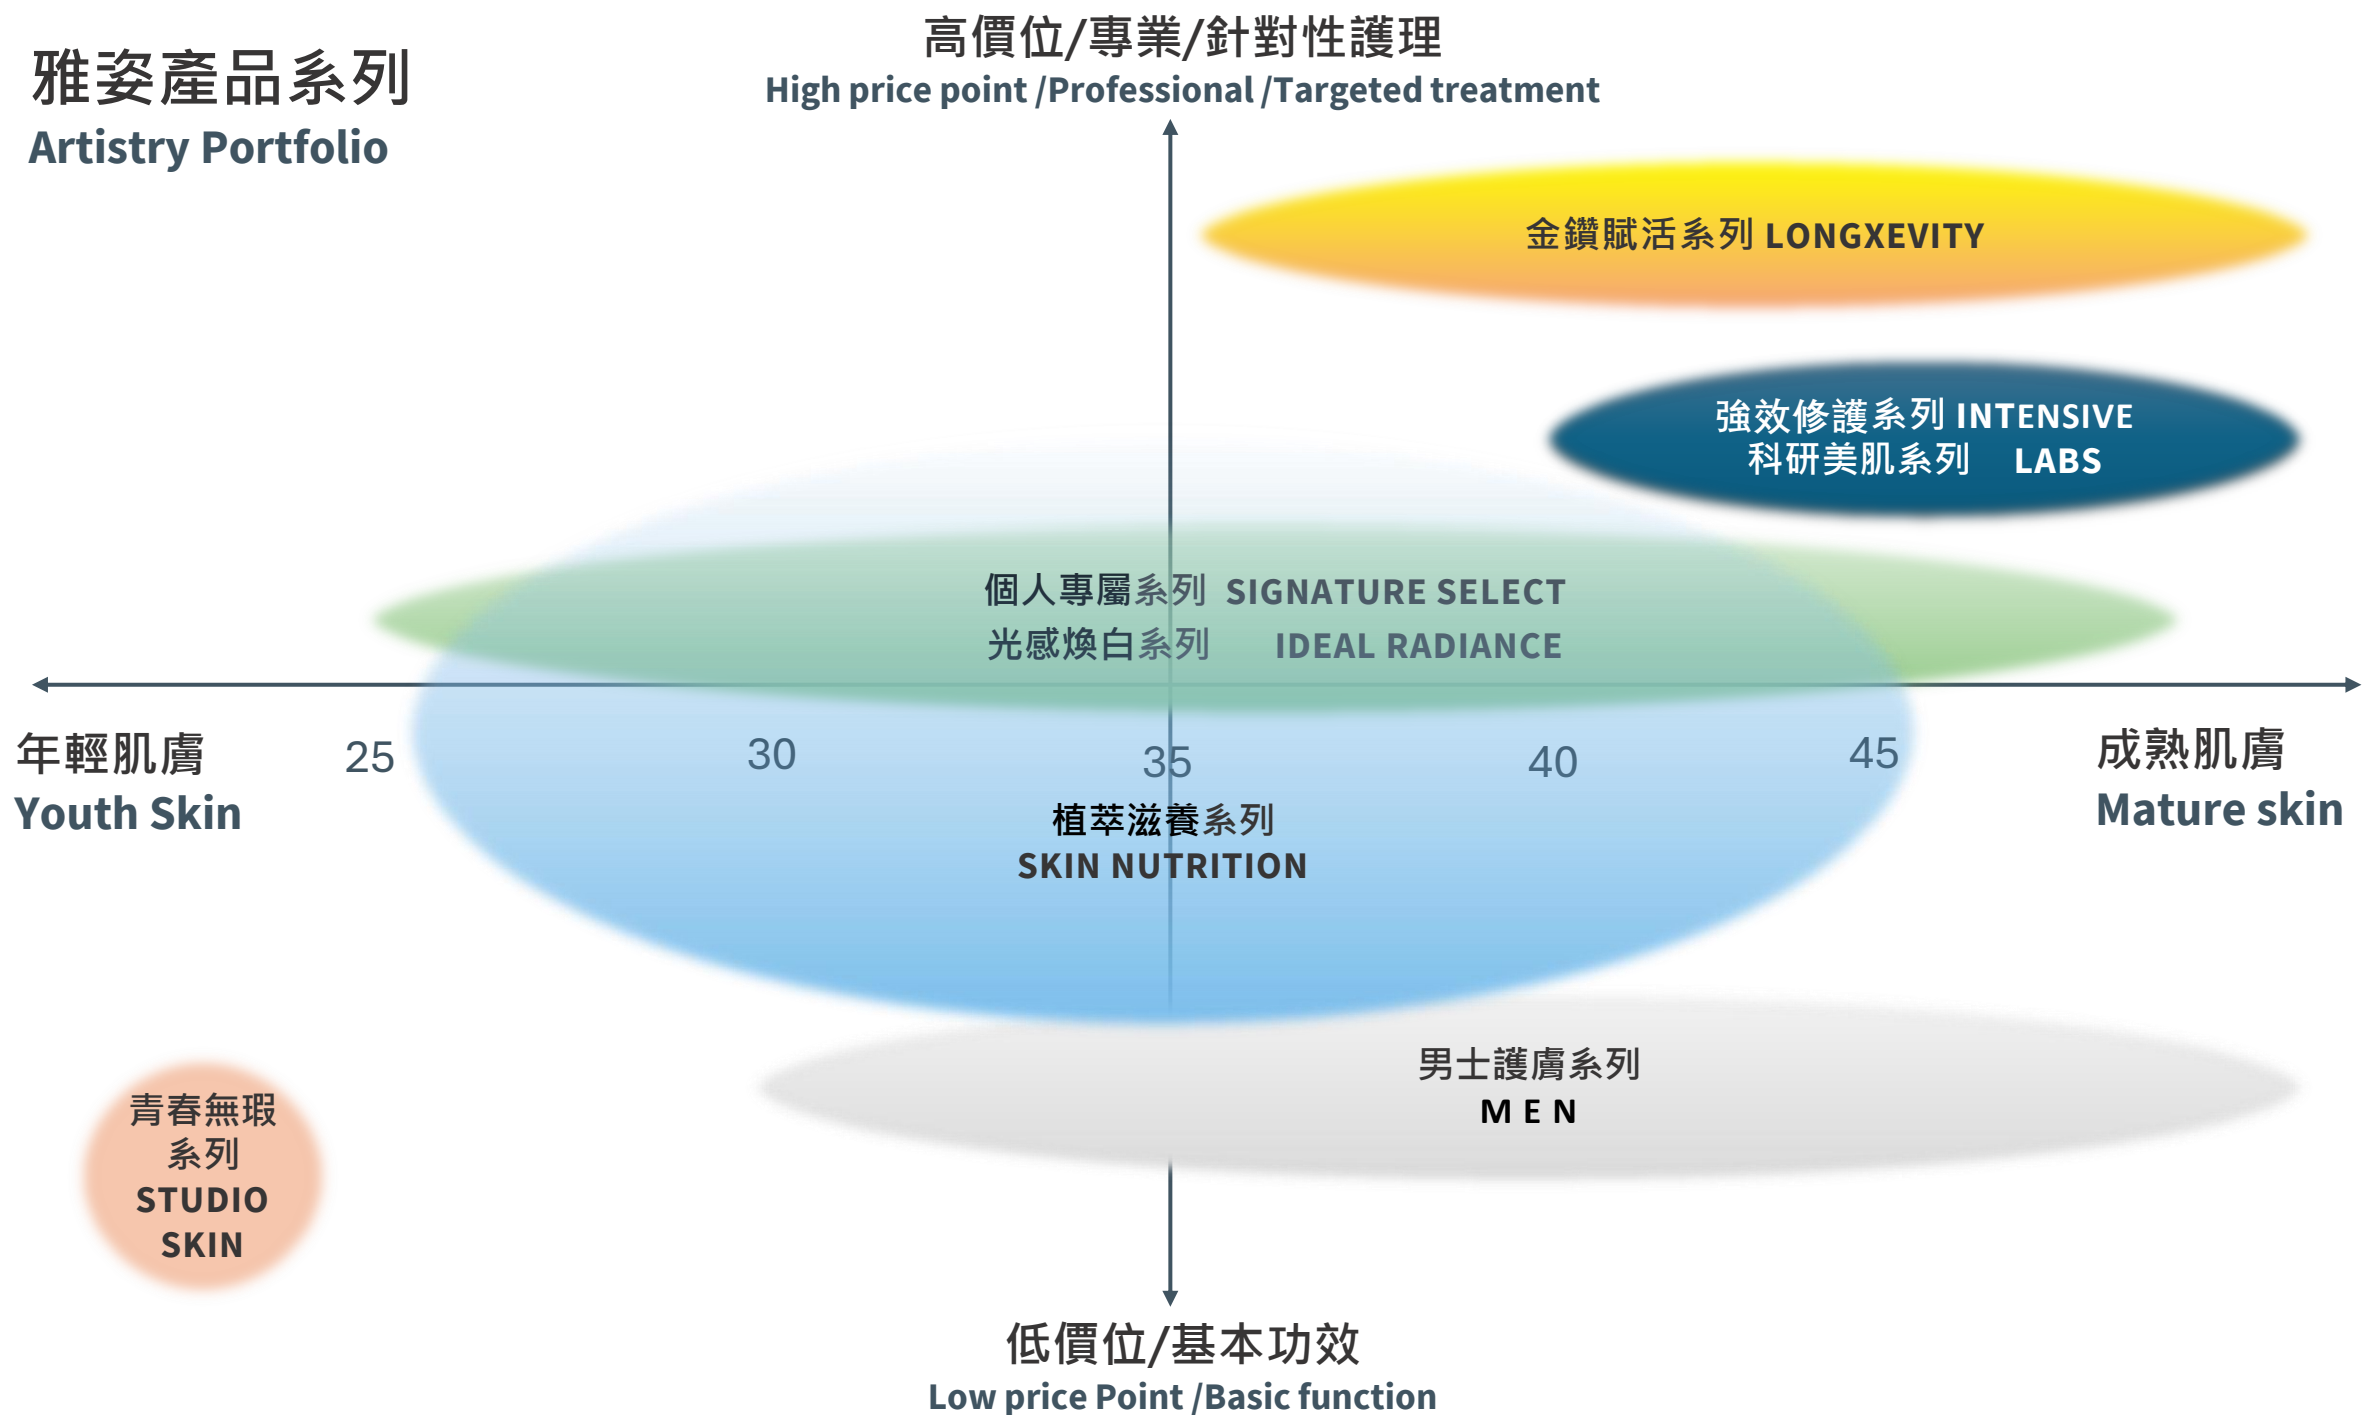 雅姿產品系列
Artistry Portfolio
高價位/專業/針對性護理
High price point /Professional /Targeted treatment
金鑽賦活系列 LONGXEVITY
強效修護系列 INTENSIVE
科研美肌系列 LABS
個人專屬系列 SIGNATURE SELECT
光感煥白系列 IDEAL RADIANCE
年輕肌膚
Youth Skin
25
30
35
40
45
成熟肌膚
Mature skin
植萃滋養系列
SKIN NUTRITION
男士護膚系列
M E N
青春無瑕
系列
STUDIO
SKIN
低價位/基本功效
Low price Point /Basic function